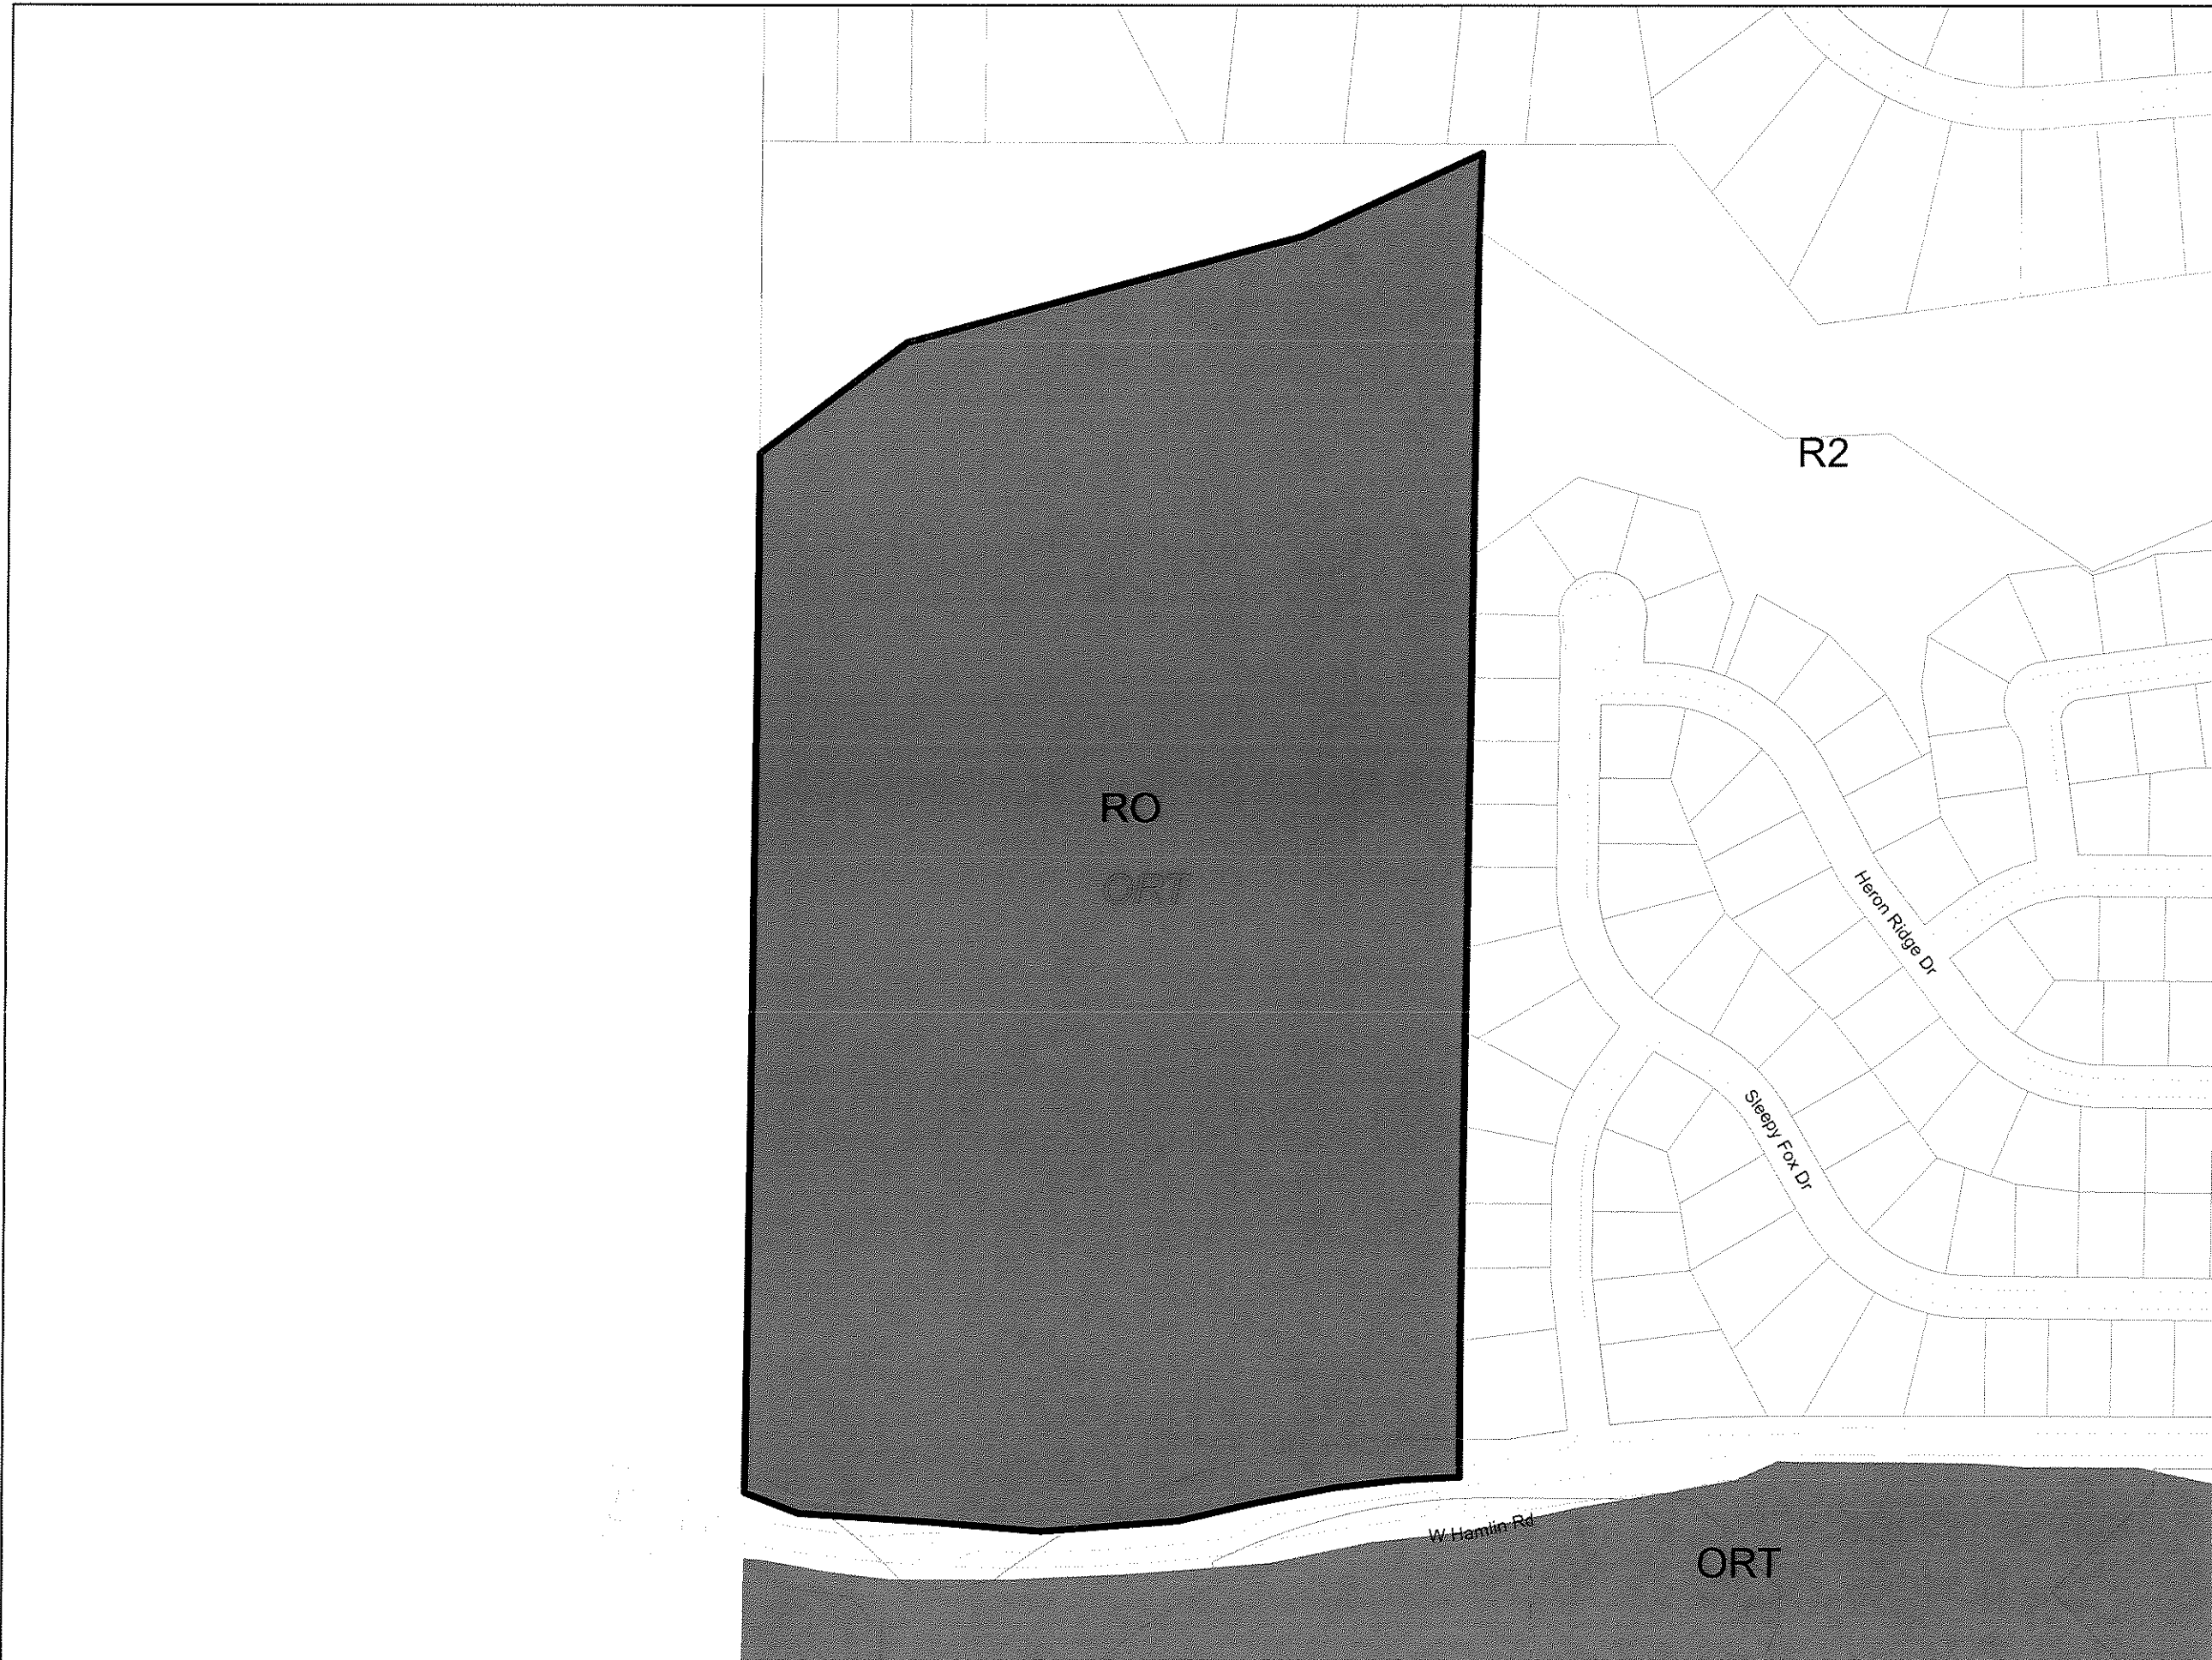 R2
RO
ORT
Heron Ridge Dr
Sleepy Fox Dr
W Hamlin Rd
ORT